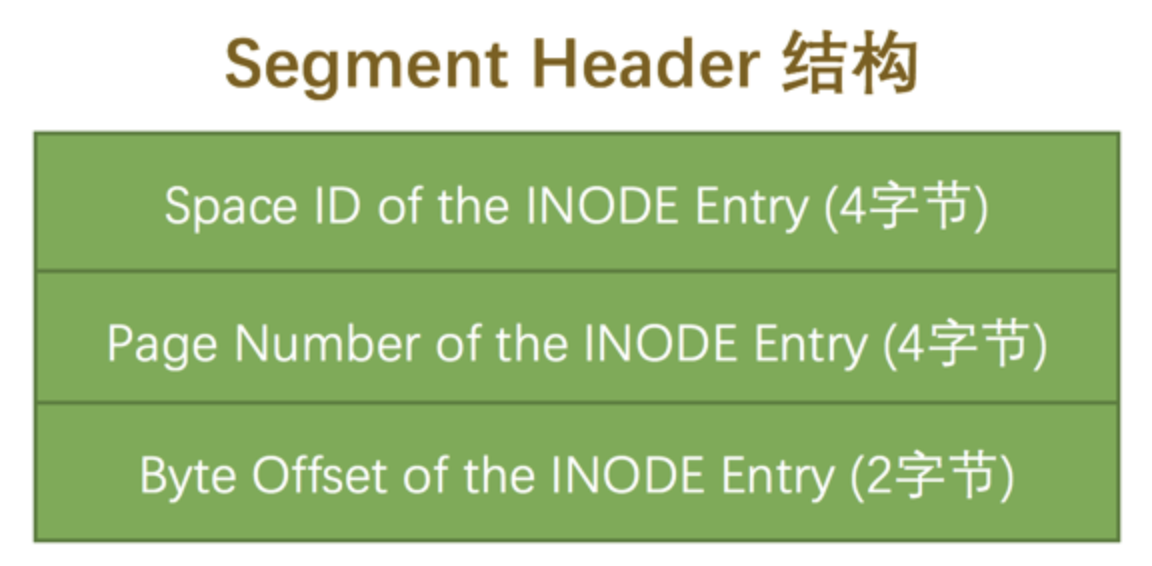 Segment Header 结构
Space ID of the INODE Entry (4字节)
Page Number of the INODE Entry (4字节)
Byte Offset of the INODE Entry (2字节)